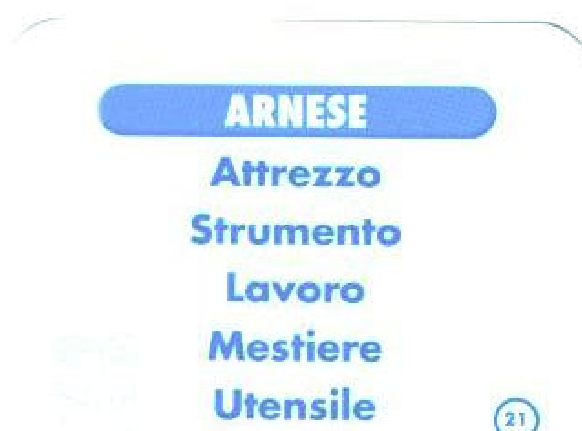 ARNESE
Attrezzo
Strumento
Lavoro
Mestiere
Utensile
21